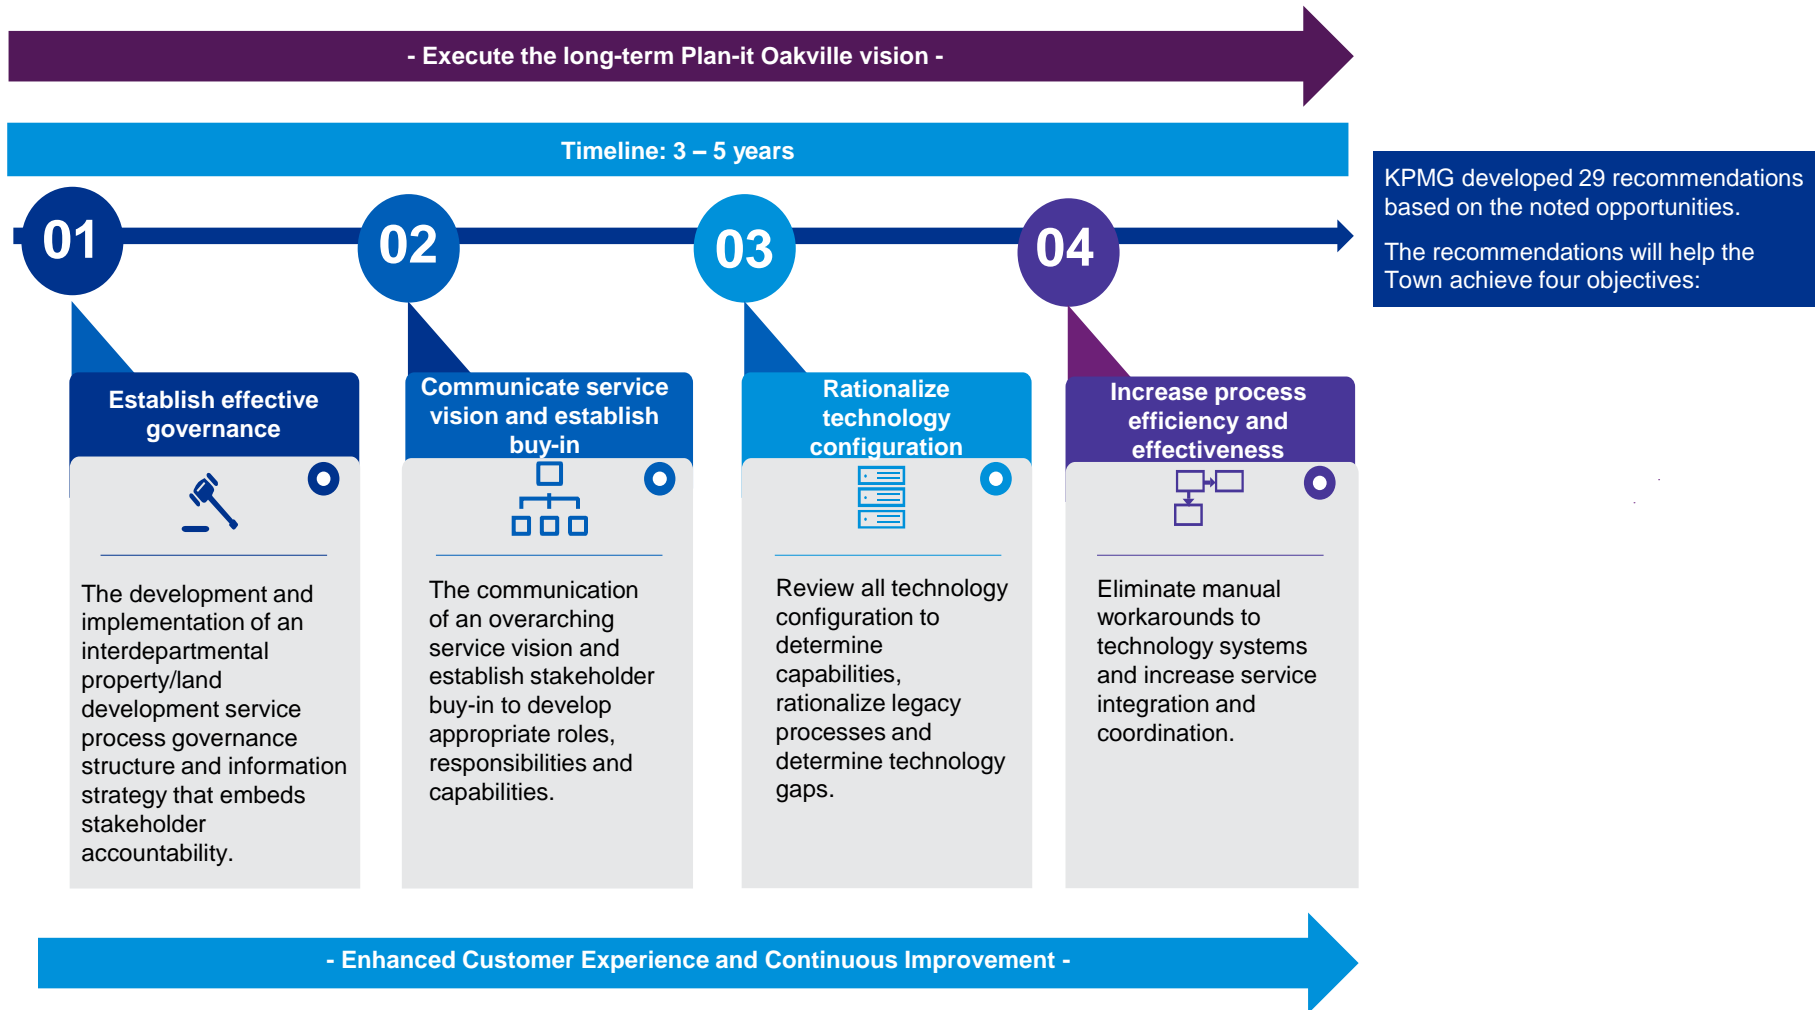 - Execute the long-term Plan-it Oakville vision -
Timeline: 3 – 5 years
KPMG developed 29 recommendations
based on the noted opportunities.
The recommendations will help the
Town achieve four objectives:
01
02
03
04
Establish effective
governance
The development and
implementation of an
interdepartmental
property/land
development service
process governance
structure and information
strategy that embeds
stakeholder
accountability.
Communicate service
vision and establish
buy-in
The communication
of an overarching
service vision and
establish stakeholder
buy-in to develop
appropriate roles,
responsibilities and
capabilities.
Rationalize
technology
configuration
Review all technology
configuration to
determine
capabilities,
rationalize legacy
processes and
determine technology
gaps.
Increase process
efficiency and
effectiveness
Eliminate manual
workarounds to
technology systems
and increase service
integration and
coordination.
- Enhanced Customer Experience and Continuous Improvement -